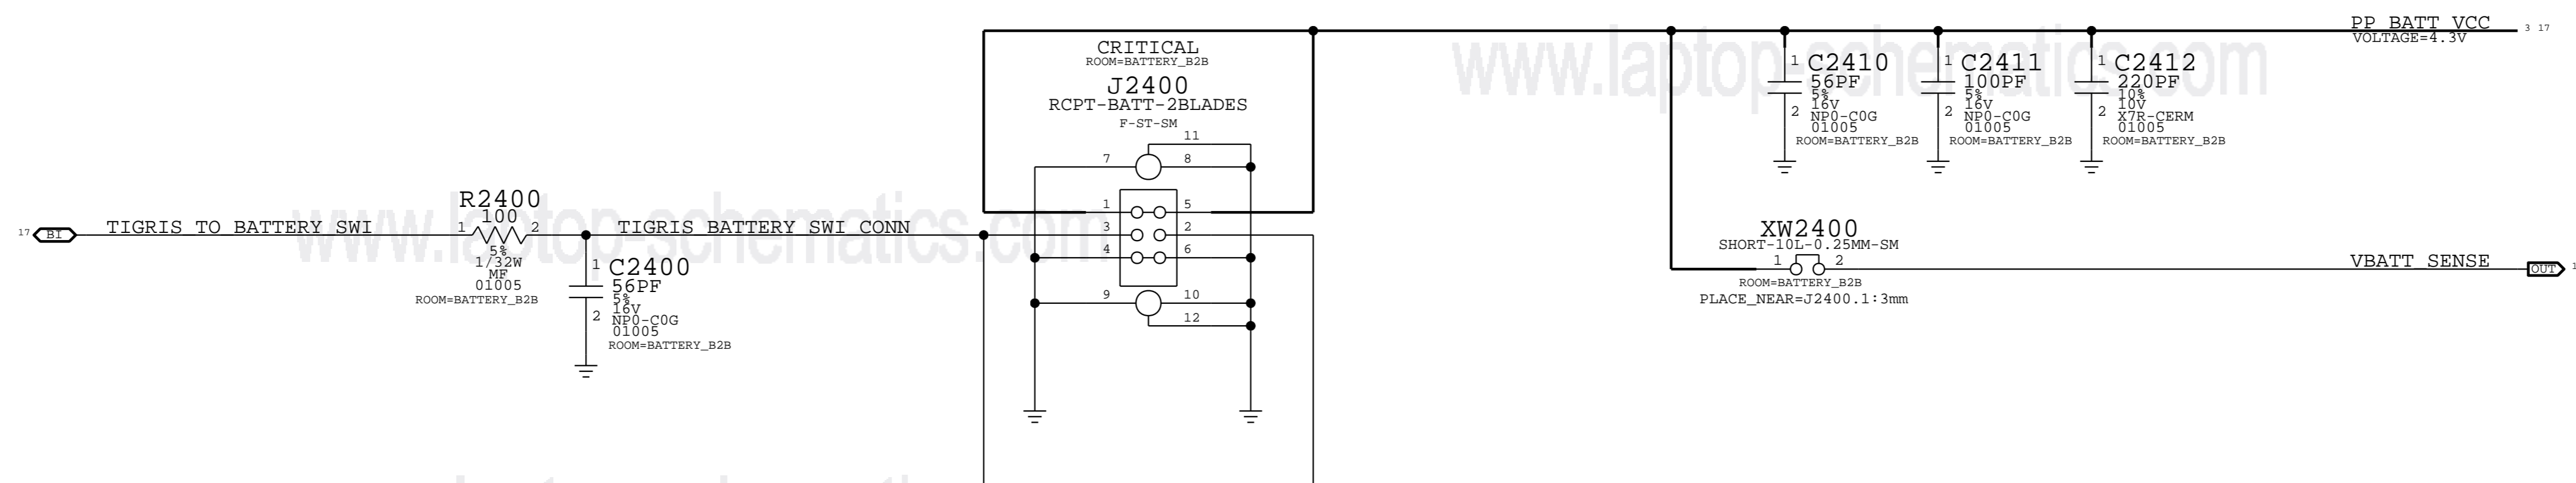 PP_BATT_VCC
3 17
VOLTAGE=4.3V
www.laptop-schematics.com
CRITICAL
ROOM=BATTERY_B2B
J2400
RCPT-BATT-2BLADES
F-ST-SM
11
7
8
1
5
3
2
4
6
9
10
12
1
C2410
56PF
5%
16V
2
NP0-C0G
01005
ROOM=BATTERY_B2B
1
C2411
100PF
5%
16V
2
NP0-C0G
01005
ROOM=BATTERY_B2B
1
C2412
220PF
10%
10V
2
X7R-CERM
01005
ROOM=BATTERY_B2B
17
BI
TIGRIS_TO_BATTERY_SWI
R2400
100
1
2
5%
1/32W
MF
01005
ROOM=BATTERY_B2B
TIGRIS_BATTERY_SWI_CONN
www.laptop-schematics.com
1
C2400
56PF
5%
16V
2
NP0-C0G
01005
ROOM=BATTERY_B2B
XW2400
SHORT-10L-0.25MM-SM
1
2
ROOM=BATTERY_B2B
PLACE_NEAR=J2400.1:3mm
VBATT_SENSE
OUT